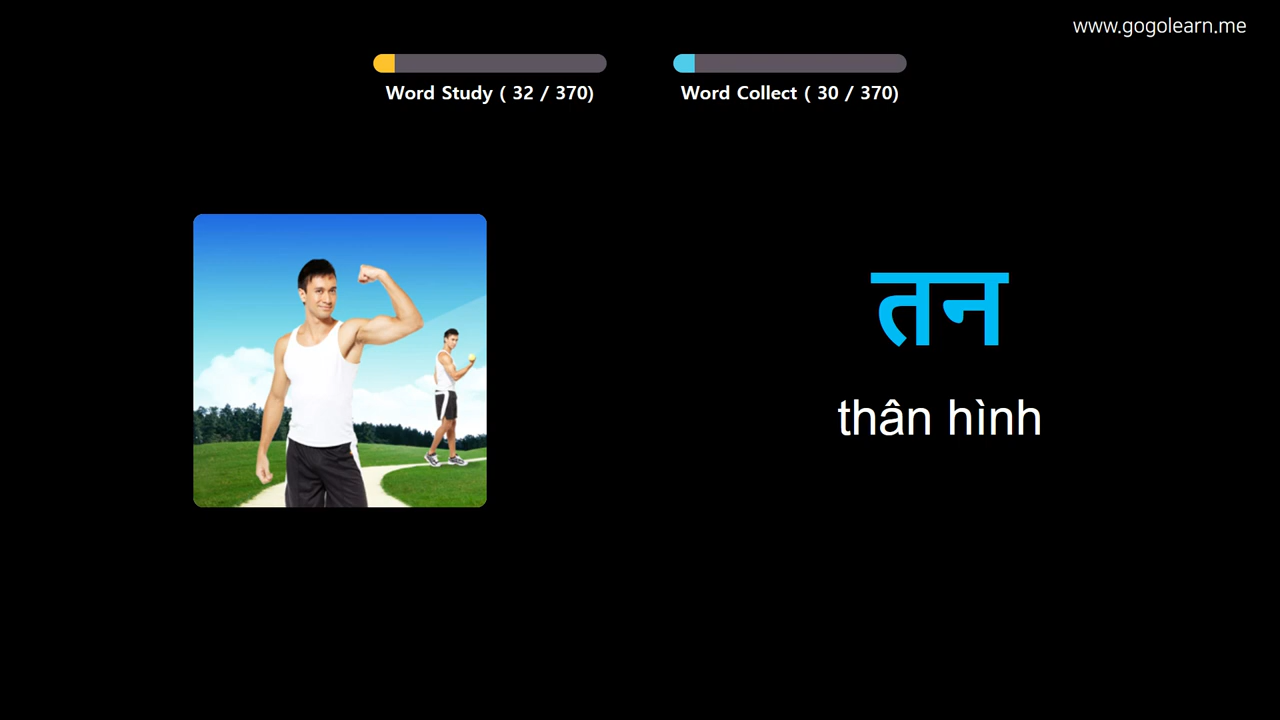 www.gogolearn.me
Word Study ( 32 / 370)
Word Collect ( 30 / 370)
तन
thân hình